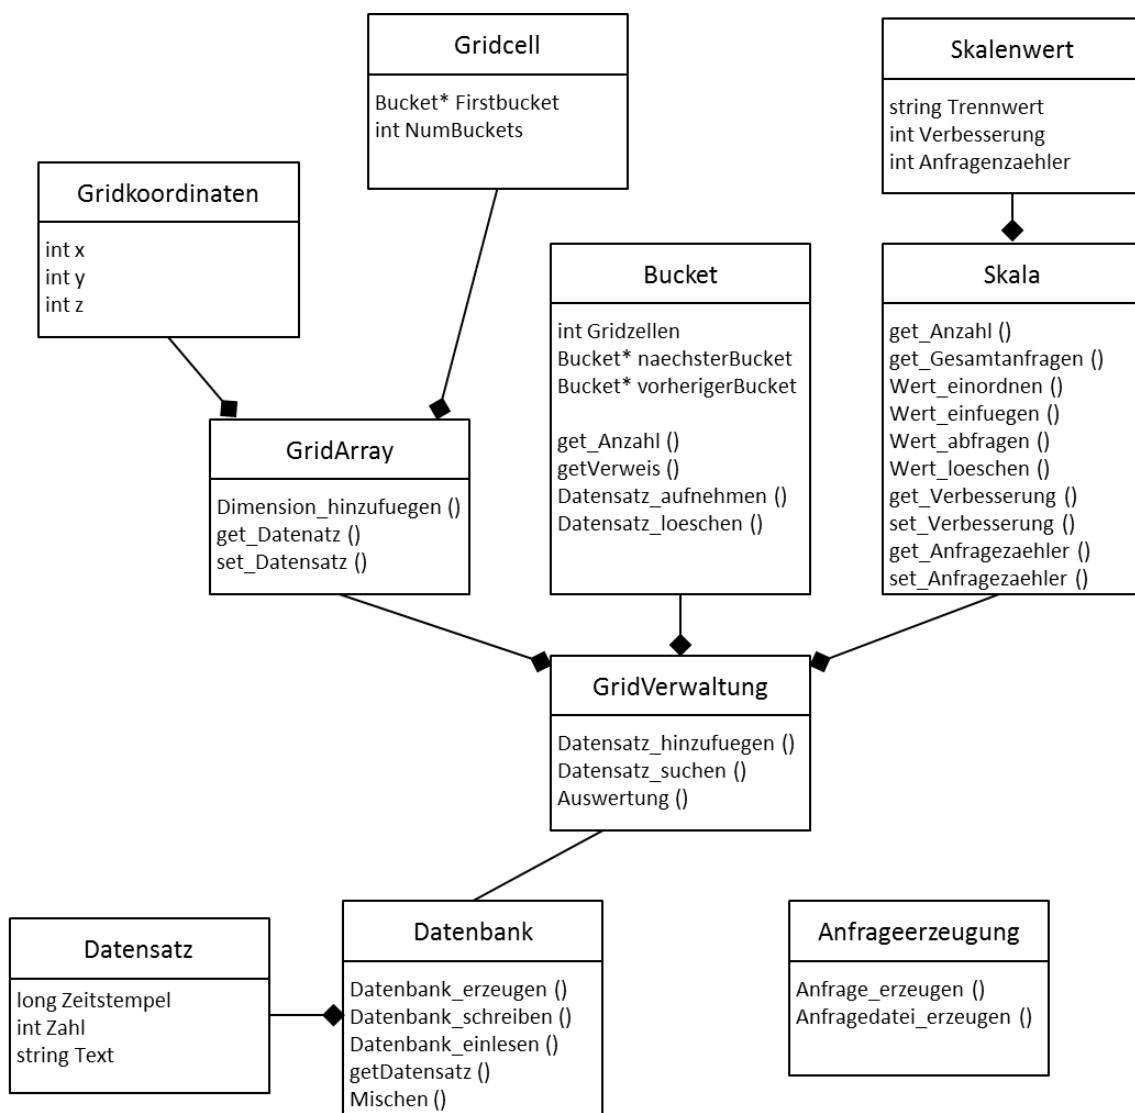 Gridcell
Bucket* Firstbucket
int NumBuckets
Skalenwert
string Trennwert
int Verbesserung
int Anfragenzaehler
Gridkoordinaten
int x
int y
int z
Bucket
int Gridzellen
Bucket* naechsterBucket
Bucket* vorherigerBucket
get_Anzahl ()
getVerweis ()
Datensatz_aufnehmen ()
Datensatz_loeschen ()
Skala
get_Anzahl ()
get_Gesamtanfragen ()
Wert_einordnen ()
Wert_einfuegen ()
Wert_abfragen ()
Wert_loeschen ()
get_Verbesserung ()
set_Verbesserung ()
get_Anfragezaehler ()
set_Anfragezaehler ()
GridArray
Dimension_hinzufuegen ()
get_Datenatz ()
set_Datensatz ()
GridVerwaltung
Datensatz_hinzufuegen ()
Datensatz_suchen ()
Auswertung ()
Datensatz
long Zeitstempel
int Zahl
string Text
Datenbank
Datenbank_erzeugen ()
Datenbank_schreiben ()
Datenbank_einlesen ()
getDatensatz ()
Mischen ()
Anfrageerzeugung
Anfrage_erzeugen ()
Anfragedatei_erzeugen ()